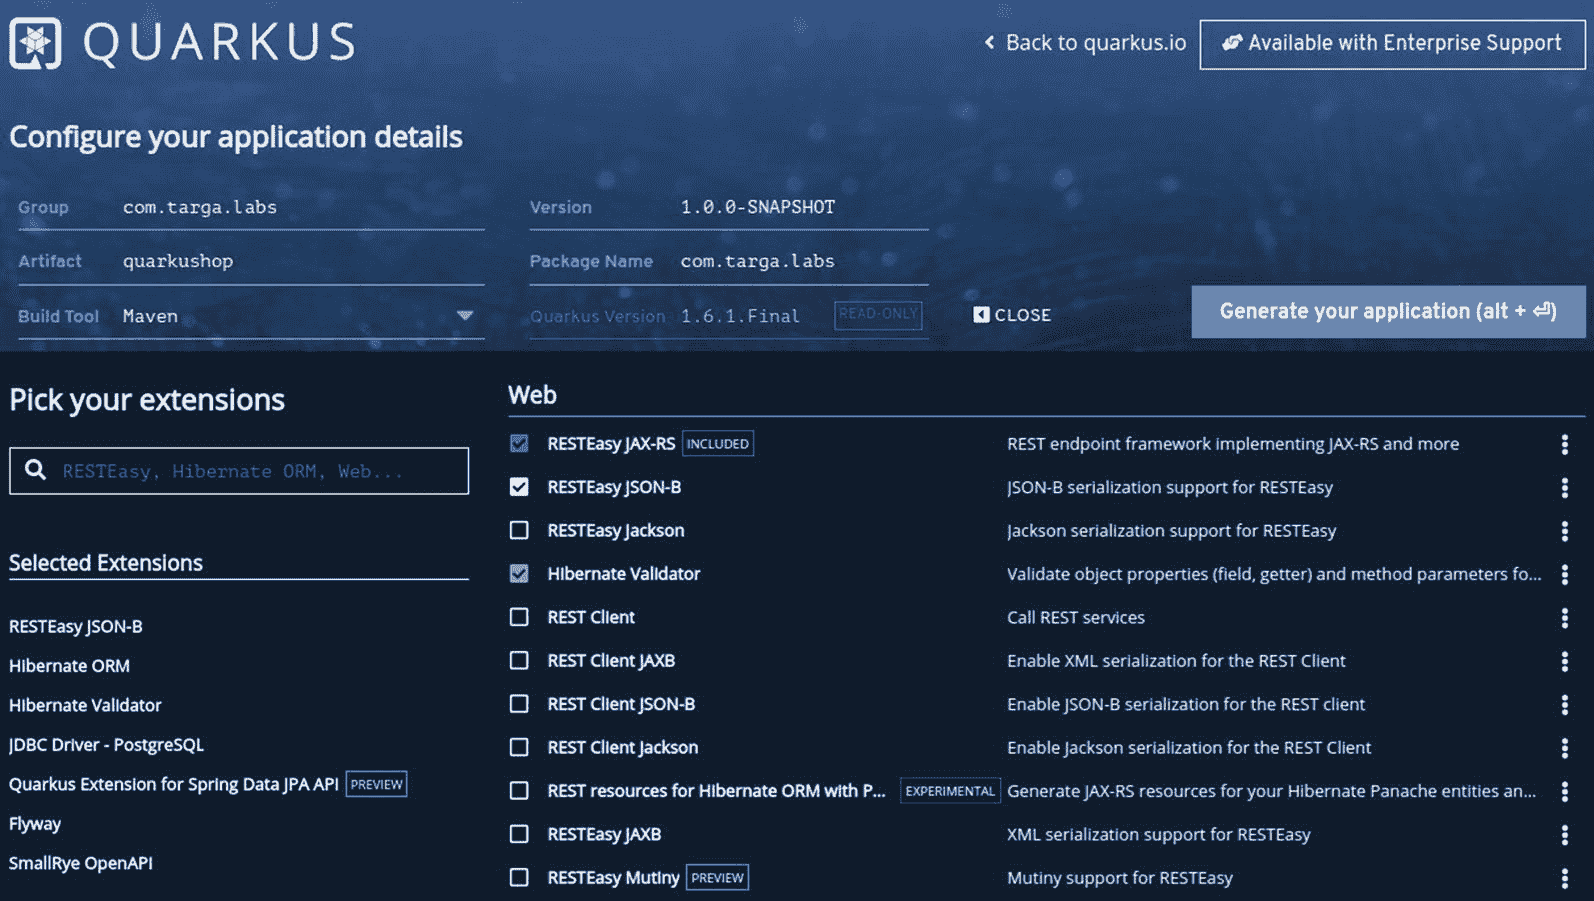 QUARKUS
Back to quarkus.io
Available with Enterprise Support
Configure your application details
Group com.targa.labs
Version 1.0.0-SNAPSHOT
Artifact quarkushop
Package Name com.targa.labs
Build Tool Maven
Quarkus Version 1.6.1.Final READ-ONLY
CLOSE
Generate your application (alt + ⏎)
Pick your extensions
RESTEasy, Hibernate ORM, Web...
Selected Extensions
RESTEasy JSON-B
Hibernate ORM
Hibernate Validator
JDBC Driver - PostgreSQL
Quarkus Extension for Spring Data JPA API PREVIEW
Flyway
SmallRye OpenAPI
Web
RESTEasy JAX-RS INCLUDED REST endpoint framework implementing JAX-RS and more
RESTEasy JSON-B JSON-B serialization support for RESTEasy
RESTEasy Jackson Jackson serialization support for RESTEasy
Hibernate Validator Validate object properties (field, getter) and method parameters fo...
REST Client Call REST services
REST Client JAXB Enable XML serialization for the REST Client
REST Client JSON-B Enable JSON-B serialization for the REST client
REST Client Jackson Enable Jackson serialization for the REST Client
REST resources for Hibernate ORM with P... EXPERIMENTAL Generate JAX-RS resources for your Hibernate Panache entities an...
RESTEasy JAXB XML serialization support for RESTEasy
RESTEasy Mutiny PREVIEW Mutiny support for RESTEasy